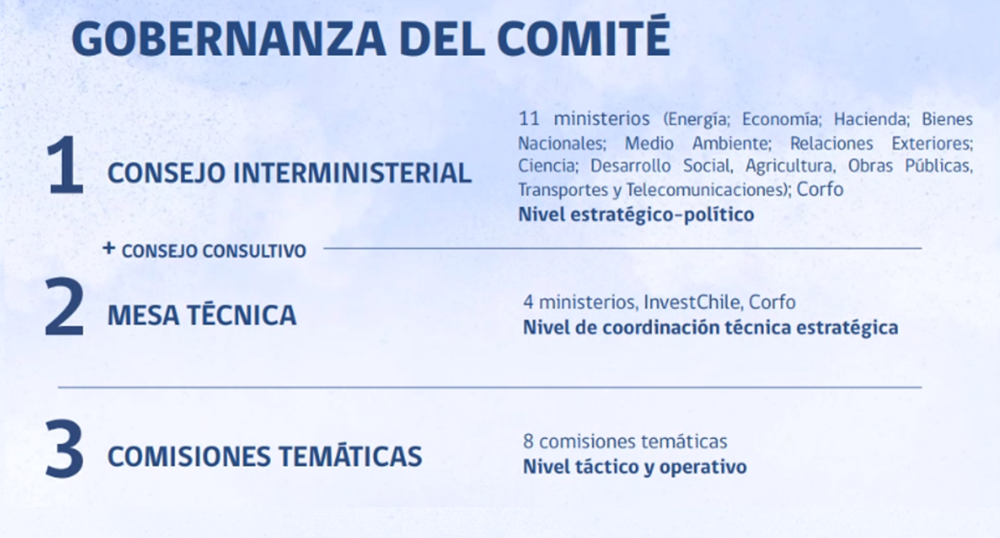 GOBERNANZA DEL COMITÉ
1 CONSEJO INTERMINISTERIAL
11 ministerios (Energía; Economía; Hacienda; Bienes
Nacionales; Medio Ambiente; Relaciones Exteriores;
Ciencia; Desarrollo Social, Agricultura, Obras Públicas,
Transportes y Telecomunicaciones); Corfo
Nivel estratégico-político
+ CONSEJO CONSULTIVO
2 MESA TÉCNICA
4 ministerios, InvestChile, Corfo
Nivel de coordinación técnica estratégica
3 COMISIONES TEMÁTICAS
8 comisiones temáticas
Nivel táctico y operativo